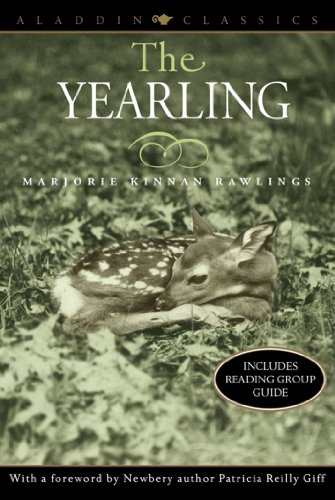 ALADDIN CLASSICS
The
YEARLING
MARJORIE KINNAN RAWLINGS
INCLUDES
READING GROUP
GUIDE
With a foreword by Newbery author Patricia Reilly Giff